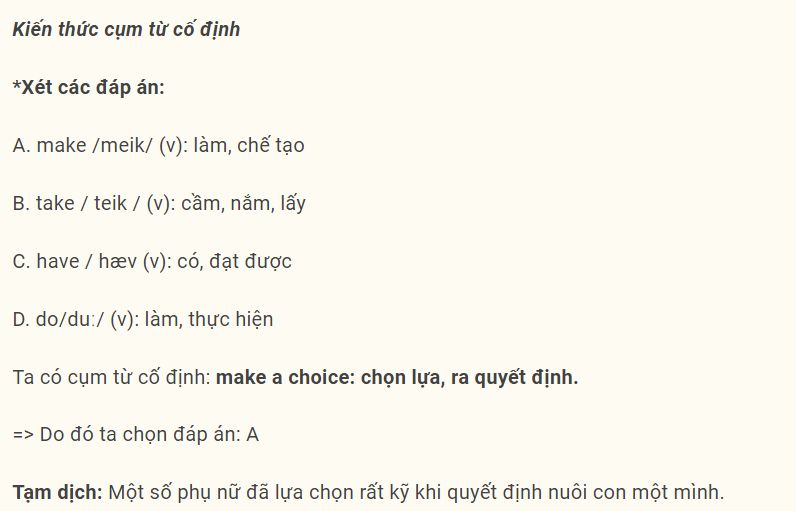 Kiến thức cụm từ cố định
*Xét các đáp án:
A. make /meik/ (v): làm, chế tạo
B. take / teik / (v): cầm, nắm, lấy
C. have / hæv (v): có, đạt được
D. do/duː/ (v): làm, thực hiện
Ta có cụm từ cố định: make a choice: chọn lựa, ra quyết định.
=> Do đó ta chọn đáp án: A
Tạm dịch: Một số phụ nữ đã lựa chọn rất kỹ khi quyết định nuôi con một mình.